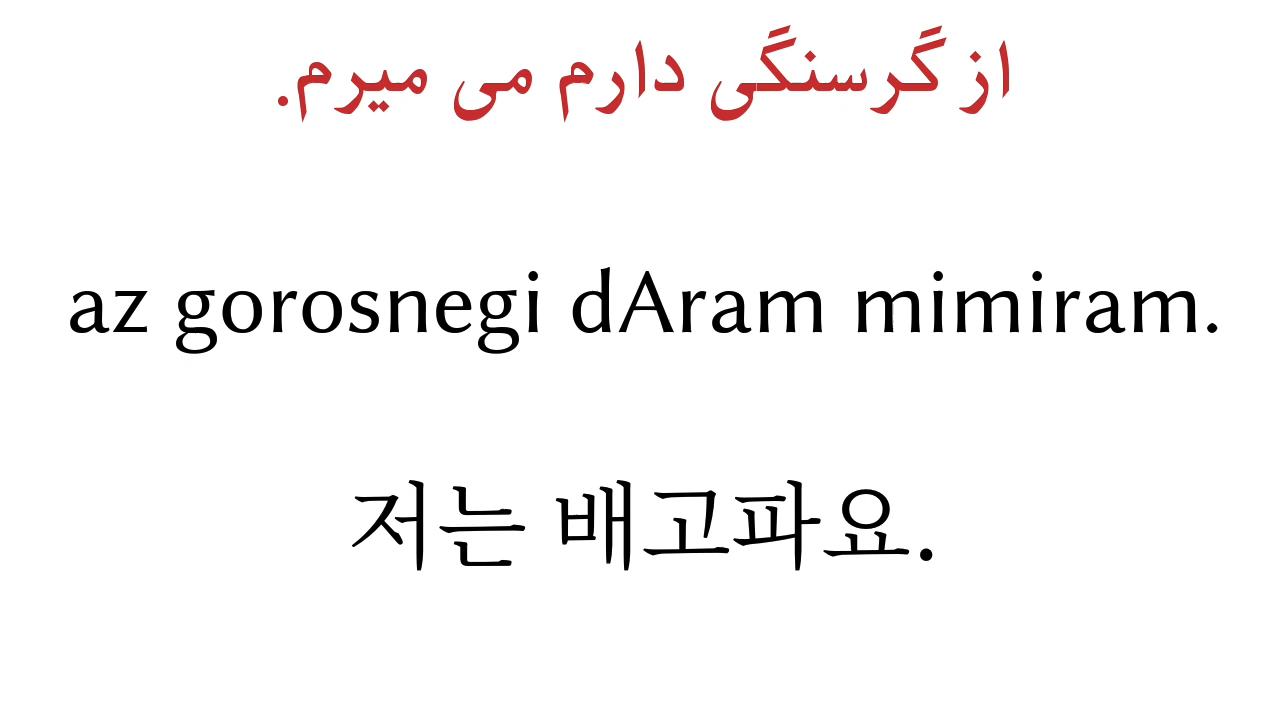 از گرسنگی دارم می میرم.
az gorosnegi dAram mimiram.
저는 배고파요.